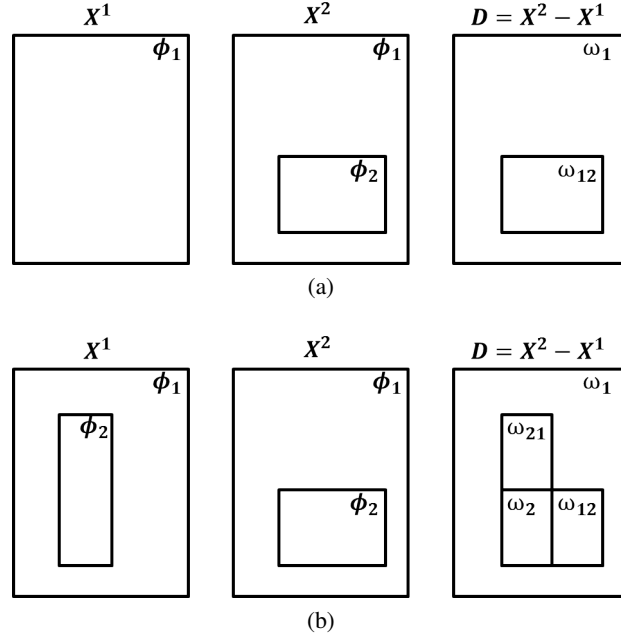 X¹ X² D = X² − X¹
ϕ₁ ϕ₁ ω₁
ϕ₂ ω₁₂
(a)
X¹ X² D = X² − X¹
ϕ₁ ϕ₁ ω₁
ϕ₂ ω₂₁
ϕ₂ ω₂ ω₁₂
(b)